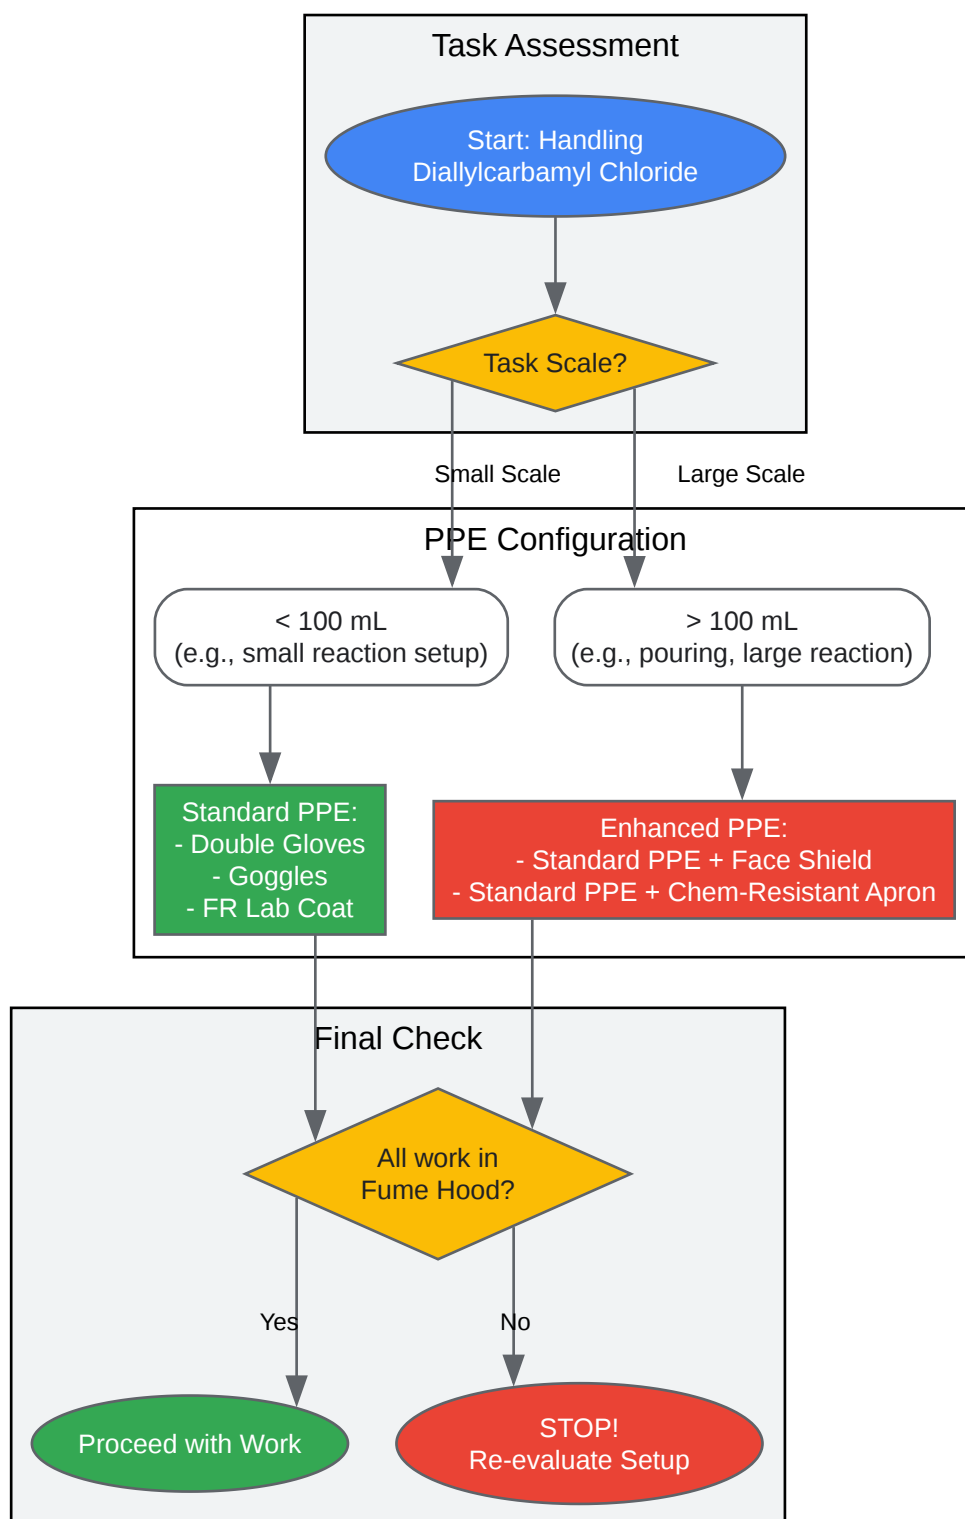 Task Assessment
Start: Handling
Diallylcarbamyl Chloride
Task Scale?
Small Scale
Large Scale
PPE Configuration
< 100 mL
(e.g., small reaction setup)
> 100 mL
(e.g., pouring, large reaction)
Standard PPE:
- Double Gloves
- Goggles
- FR Lab Coat
Enhanced PPE:
- Standard PPE + Face Shield
- Standard PPE + Chem-Resistant Apron
Final Check
All work in
Fume Hood?
Yes
No
Proceed with Work
STOP!
Re-evaluate Setup